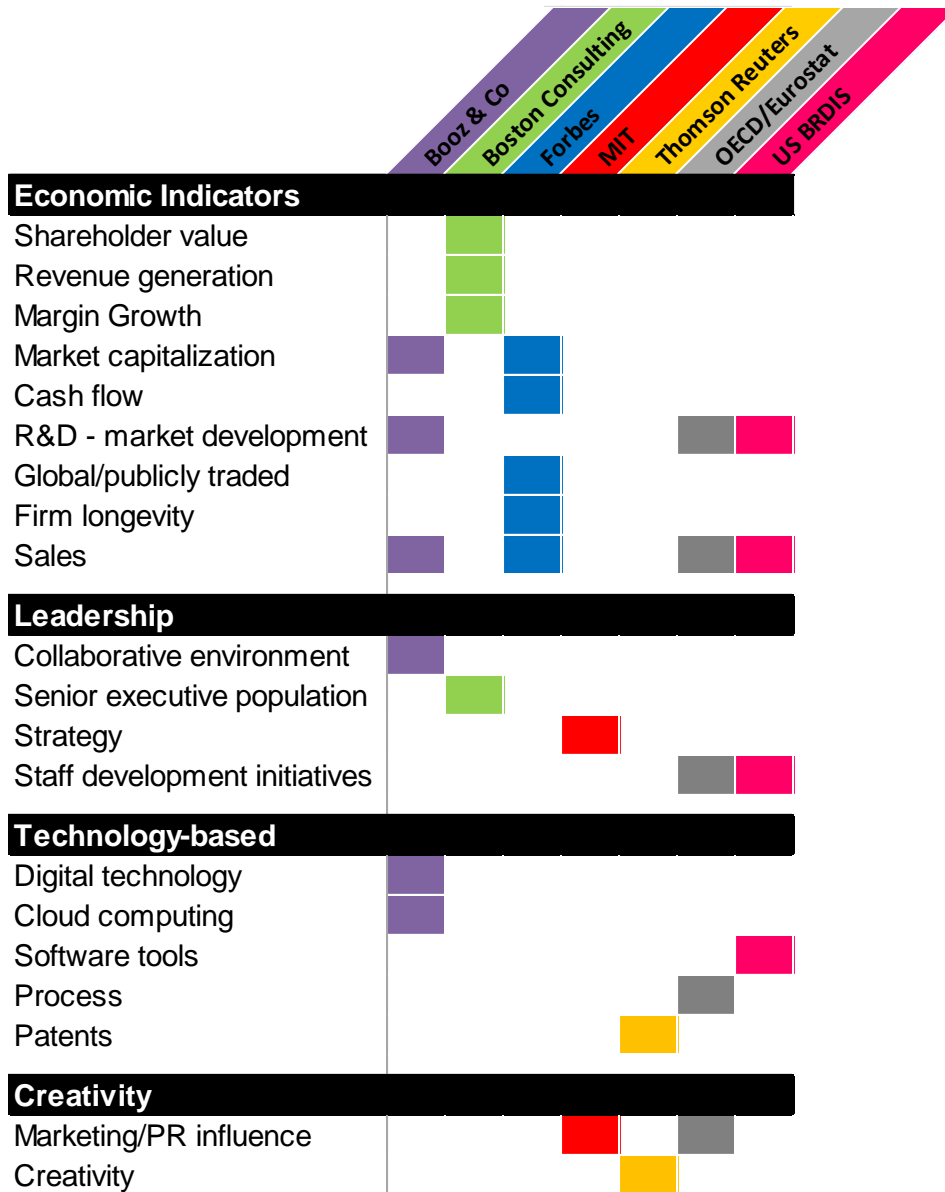 Booz & Co
Boston Consulting
Forbes
MIT
Thomson Reuters
OECD/Eurostat
US BRDIS
Economic Indicators
Shareholder value
Revenue generation
Margin Growth
Market capitalization
Cash flow
R&D - market development
Global/publicly traded
Firm longevity
Sales
Leadership
Collaborative environment
Senior executive population
Strategy
Staff development initiatives
Technology-based
Digital technology
Cloud computing
Software tools
Process
Patents
Creativity
Marketing/PR influence
Creativity